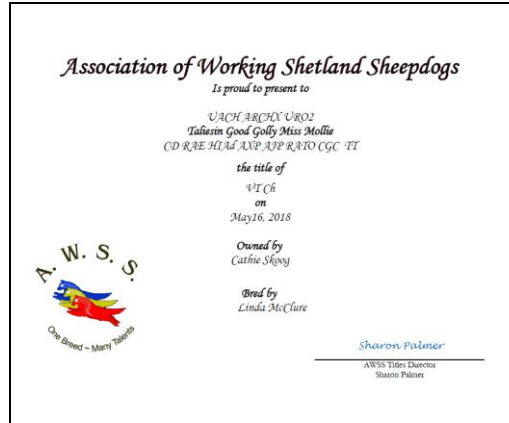 Association of Working Shetland Sheepdogs
Is proud to present to
UACH ARCHX URO2
Taliesin Good Golly Miss Mollie
CD RAE HIAd AXP AJP RATO CGC TT
the title of
VTCh
on
May16, 2018
Owned by
Cathie Skoog
Bred by
Linda McClure
A. W. S. S.
One Breed ~ Many Talents
Sharon Palmer
AWSS Titles Director
Sharon Palmer